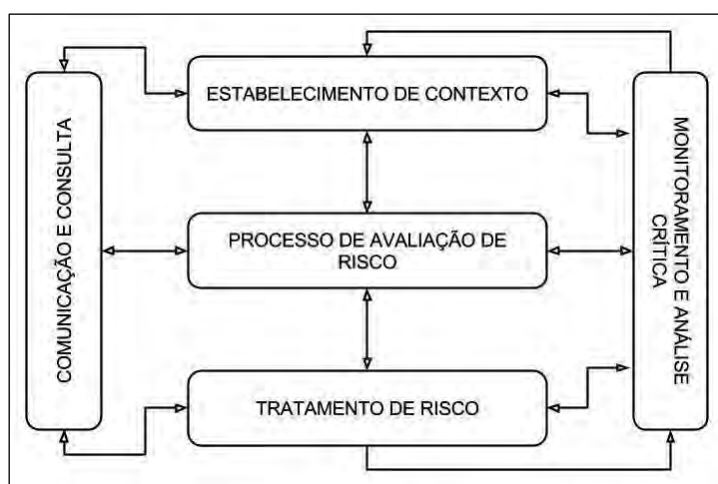 ESTABELECIMENTO DE CONTEXTO
COMUNICAÇÃO E CONSULTA
PROCESSO DE AVALIAÇÃO DE
RISCO
MONITORAMENTO E ANÁLISE
CRÍTICA
TRATAMENTO DE RISCO